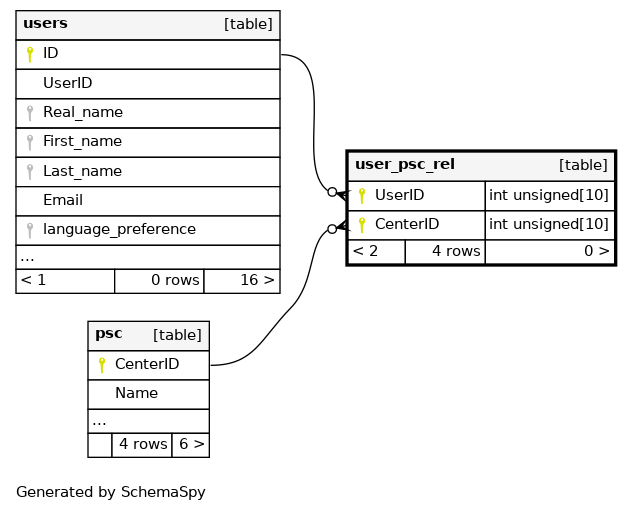 users [table]
ID
UserID
Real_name
First_name
Last_name
Email
language_preference
...
< 1 0 rows 16 >
user_psc_rel [table]
UserID int unsigned[10]
CenterID int unsigned[10]
< 2 4 rows 0 >
psc [table]
CenterID
Name
...
4 rows 6 >
Generated by SchemaSpy